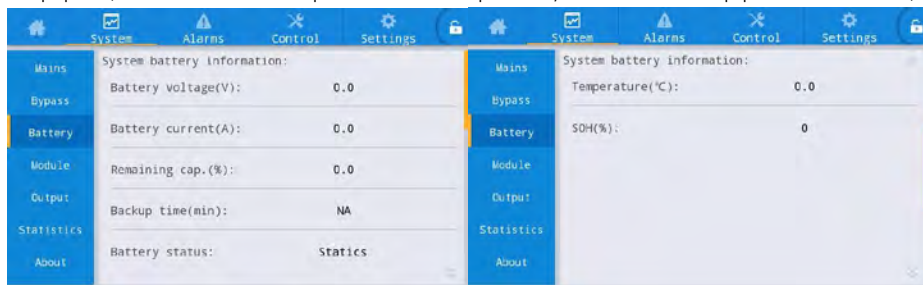 System Alarms Control Settings
Mains
Bypass
Battery
Module
Output
Statistics
About
System battery information:
Battery voltage(V): 0.0
Battery current(A): 0.0
Remaining cap.(%): 0.0
Backup time(min): NA
Battery status: Statics
System Alarms Control Settings
Mains
Bypass
Battery
Module
Output
Statistics
About
System battery information:
Temperature(℃): 0.0
SOH(%): 0